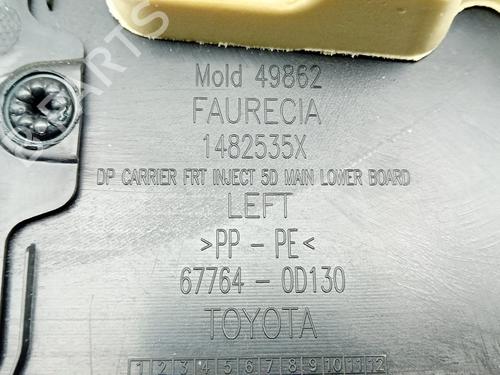 Mold 49862
FAURECIA
1482535X
DP CARRIER FRT INJECT 5D MAIN LOWER BOARD
LEFT
>PP - PE<
67764 - 0D130
TOYOTA
1 2 3 4 5 6 7 8 9 10 11 12